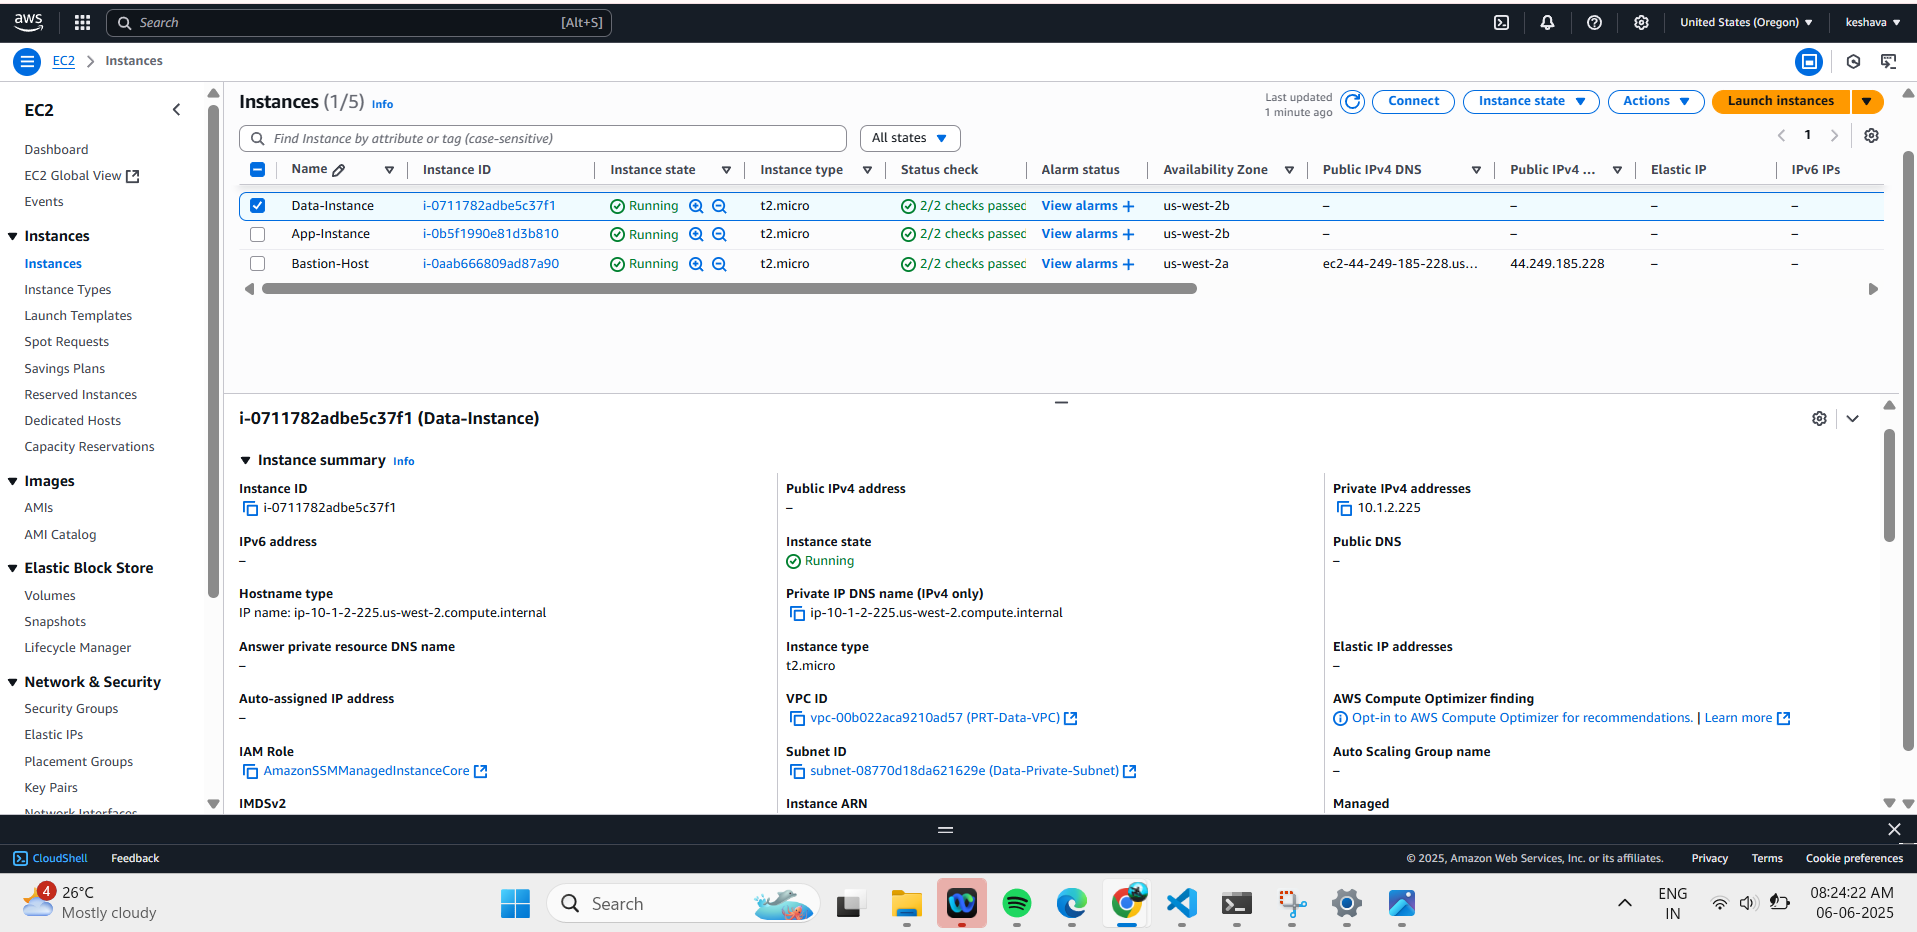 aws
Search [Alt+S]
United States (Oregon)
keshava
EC2 > Instances
EC2
Dashboard
EC2 Global View
Events
Instances
Instances
Instance Types
Launch Templates
Spot Requests
Savings Plans
Reserved Instances
Dedicated Hosts
Capacity Reservations
Images
AMIs
AMI Catalog
Elastic Block Store
Volumes
Snapshots
Lifecycle Manager
Network & Security
Security Groups
Elastic IPs
Placement Groups
Key Pairs
Network Interfaces
Instances (1/5) Info
Last updated
1 minute ago
Connect
Instance state
Actions
Launch instances
Find Instance by attribute or tag (case-sensitive)
All states
1
Name Instance ID Instance state Instance type Status check Alarm status Availability Zone Public IPv4 DNS Public IPv4 ... Elastic IP IPv6 IPs
Data-Instance i-0711782adbe5c37f1 Running t2.micro 2/2 checks passed View alarms + us-west-2b – – – –
App-Instance i-0b5f1990e81d3b810 Running t2.micro 2/2 checks passed View alarms + us-west-2b – – – –
Bastion-Host i-0aab666809ad87a90 Running t2.micro 2/2 checks passed View alarms + us-west-2a ec2-44-249-185-228.us... 44.249.185.228 – –
i-0711782adbe5c37f1 (Data-Instance)
Instance summary Info
Instance ID
i-0711782adbe5c37f1
Public IPv4 address
–
Private IPv4 addresses
10.1.2.225
IPv6 address
–
Instance state
Running
Public DNS
–
Hostname type
IP name: ip-10-1-2-225.us-west-2.compute.internal
Private IP DNS name (IPv4 only)
ip-10-1-2-225.us-west-2.compute.internal
Answer private resource DNS name
–
Instance type
t2.micro
Elastic IP addresses
–
Auto-assigned IP address
–
VPC ID
vpc-00b022aca9210ad57 (PRT-Data-VPC)
AWS Compute Optimizer finding
Opt-in to AWS Compute Optimizer for recommendations. | Learn more
IAM Role
AmazonSSMManagedInstanceCore
Subnet ID
subnet-08770d18da621629e (Data-Private-Subnet)
Auto Scaling Group name
–
IMDSv2
Instance ARN
Managed
CloudShell
Feedback
© 2025, Amazon Web Services, Inc. or its affiliates.
Privacy
Terms
Cookie preferences
4
26°C
Mostly cloudy
Search
ENG
IN
08:24:22 AM
06-06-2025